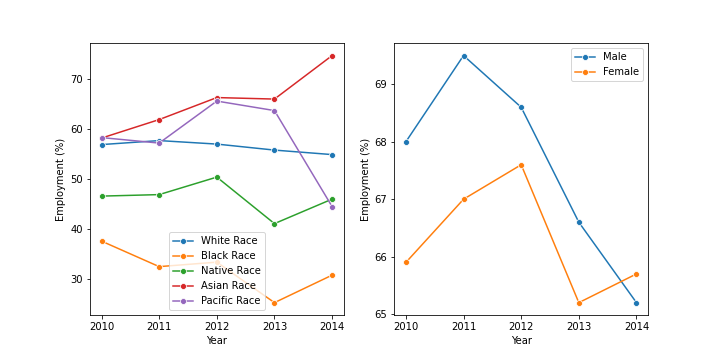 70
60
50
40
30
Employment (%)
White Race
Black Race
Native Race
Asian Race
Pacific Race
2010 2011 2012 2013 2014
Year
69
68
67
66
65
Employment (%)
Male
Female
2010 2011 2012 2013 2014
Year